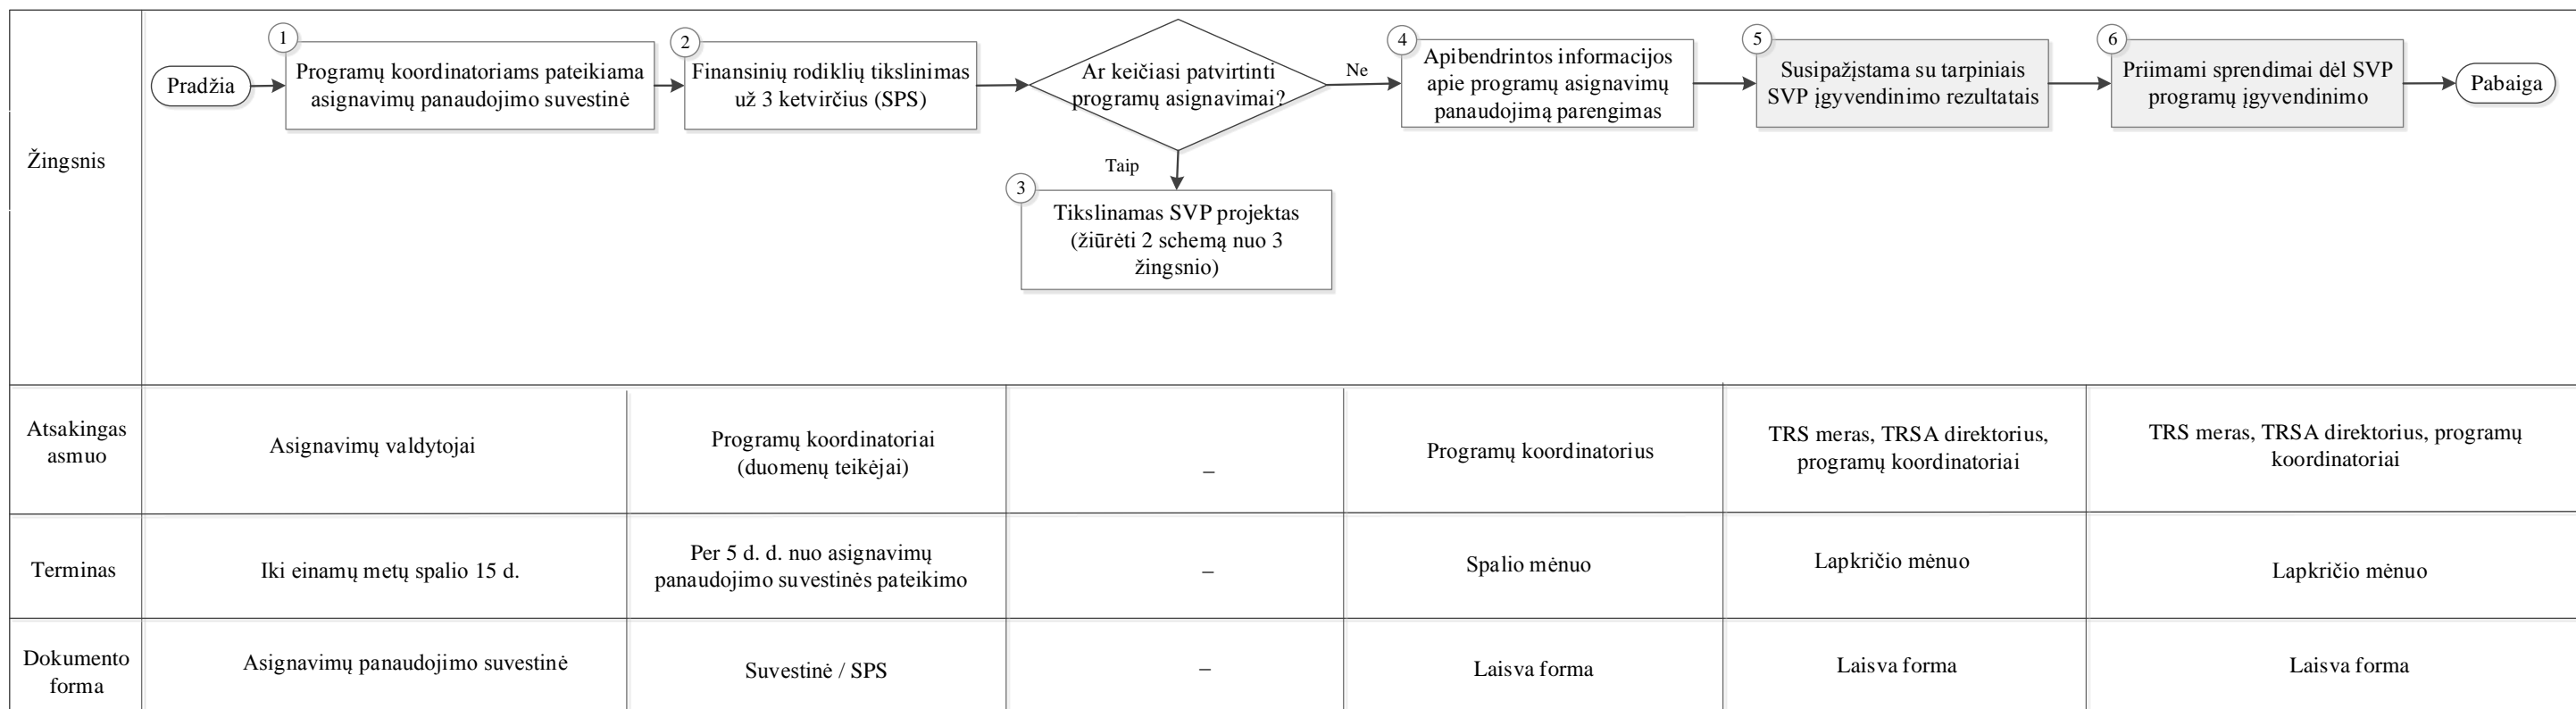 Žingsnis
Pradžia
1
Programų koordinatoriams pateikiama
asignavimų panaudojimo suvestinė
2
Finansinių rodiklių tikslinimas
už 3 ketvirčius (SPS)
Ar keičiasi patvirtinti
programų asignavimai?
Ne
Taip
3
Tikslinamas SVP projektas
(žiūrėti 2 schemą nuo 3
žingsnio)
4
Apibendrintos informacijos
apie programų asignavimų
panaudojimą parengimas
5
Susipažįstama su tarpiniais
SVP įgyvendinimo rezultatais
6
Priimami sprendimai dėl SVP
programų įgyvendinimo
Pabaiga
Atsakingas
asmuo
Asignavimų valdytojai
Programų koordinatoriai
(duomenų teikėjai)
–
Programų koordinatorius
TRS meras, TRSA direktorius,
programų koordinatoriai
TRS meras, TRSA direktorius, programų
koordinatoriai
Terminas
Iki einamų metų spalio 15 d.
Per 5 d. d. nuo asignavimų
panaudojimo suvestinės pateikimo
–
Spalio mėnuo
Lapkričio mėnuo
Lapkričio mėnuo
Dokumento
forma
Asignavimų panaudojimo suvestinė
Suvestinė / SPS
–
Laisva forma
Laisva forma
Laisva forma